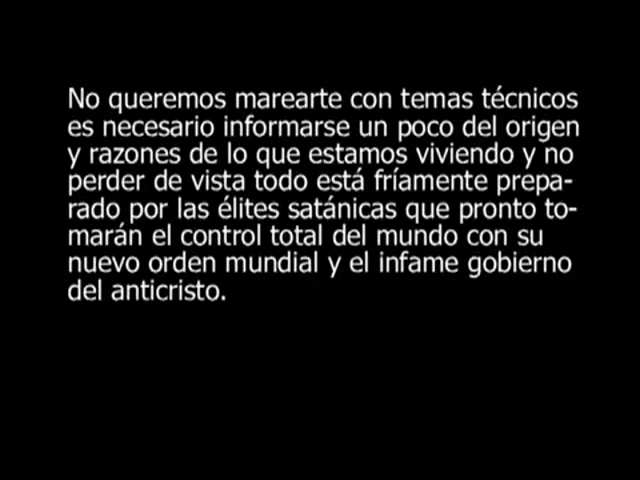 No queremos marearte con temas técnicos
es necesario informarse un poco del origen
y razones de lo que estamos viviendo y no
perder de vista todo está fríamente prepa-
rado por las élites satánicas que pronto to-
marán el control total del mundo con su
nuevo orden mundial y el infame gobierno
del anticristo.